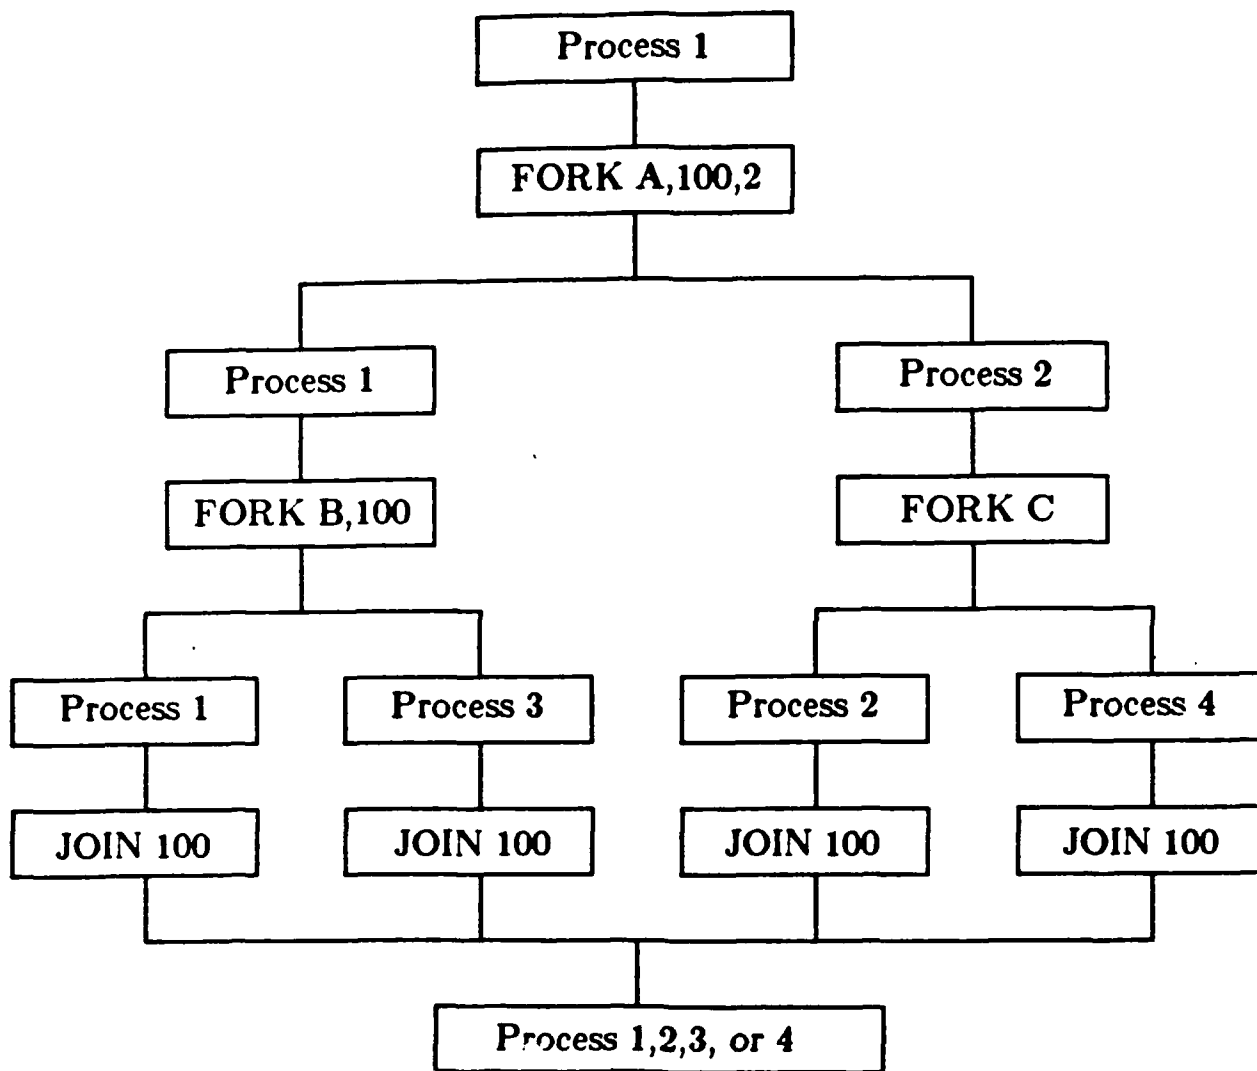 Process 1
FORK A,100,2
Process 1
Process 2
FORK B,100
FORK C
Process 1
Process 3
Process 2
Process 4
JOIN 100
JOIN 100
JOIN 100
JOIN 100
Process 1,2,3, or 4